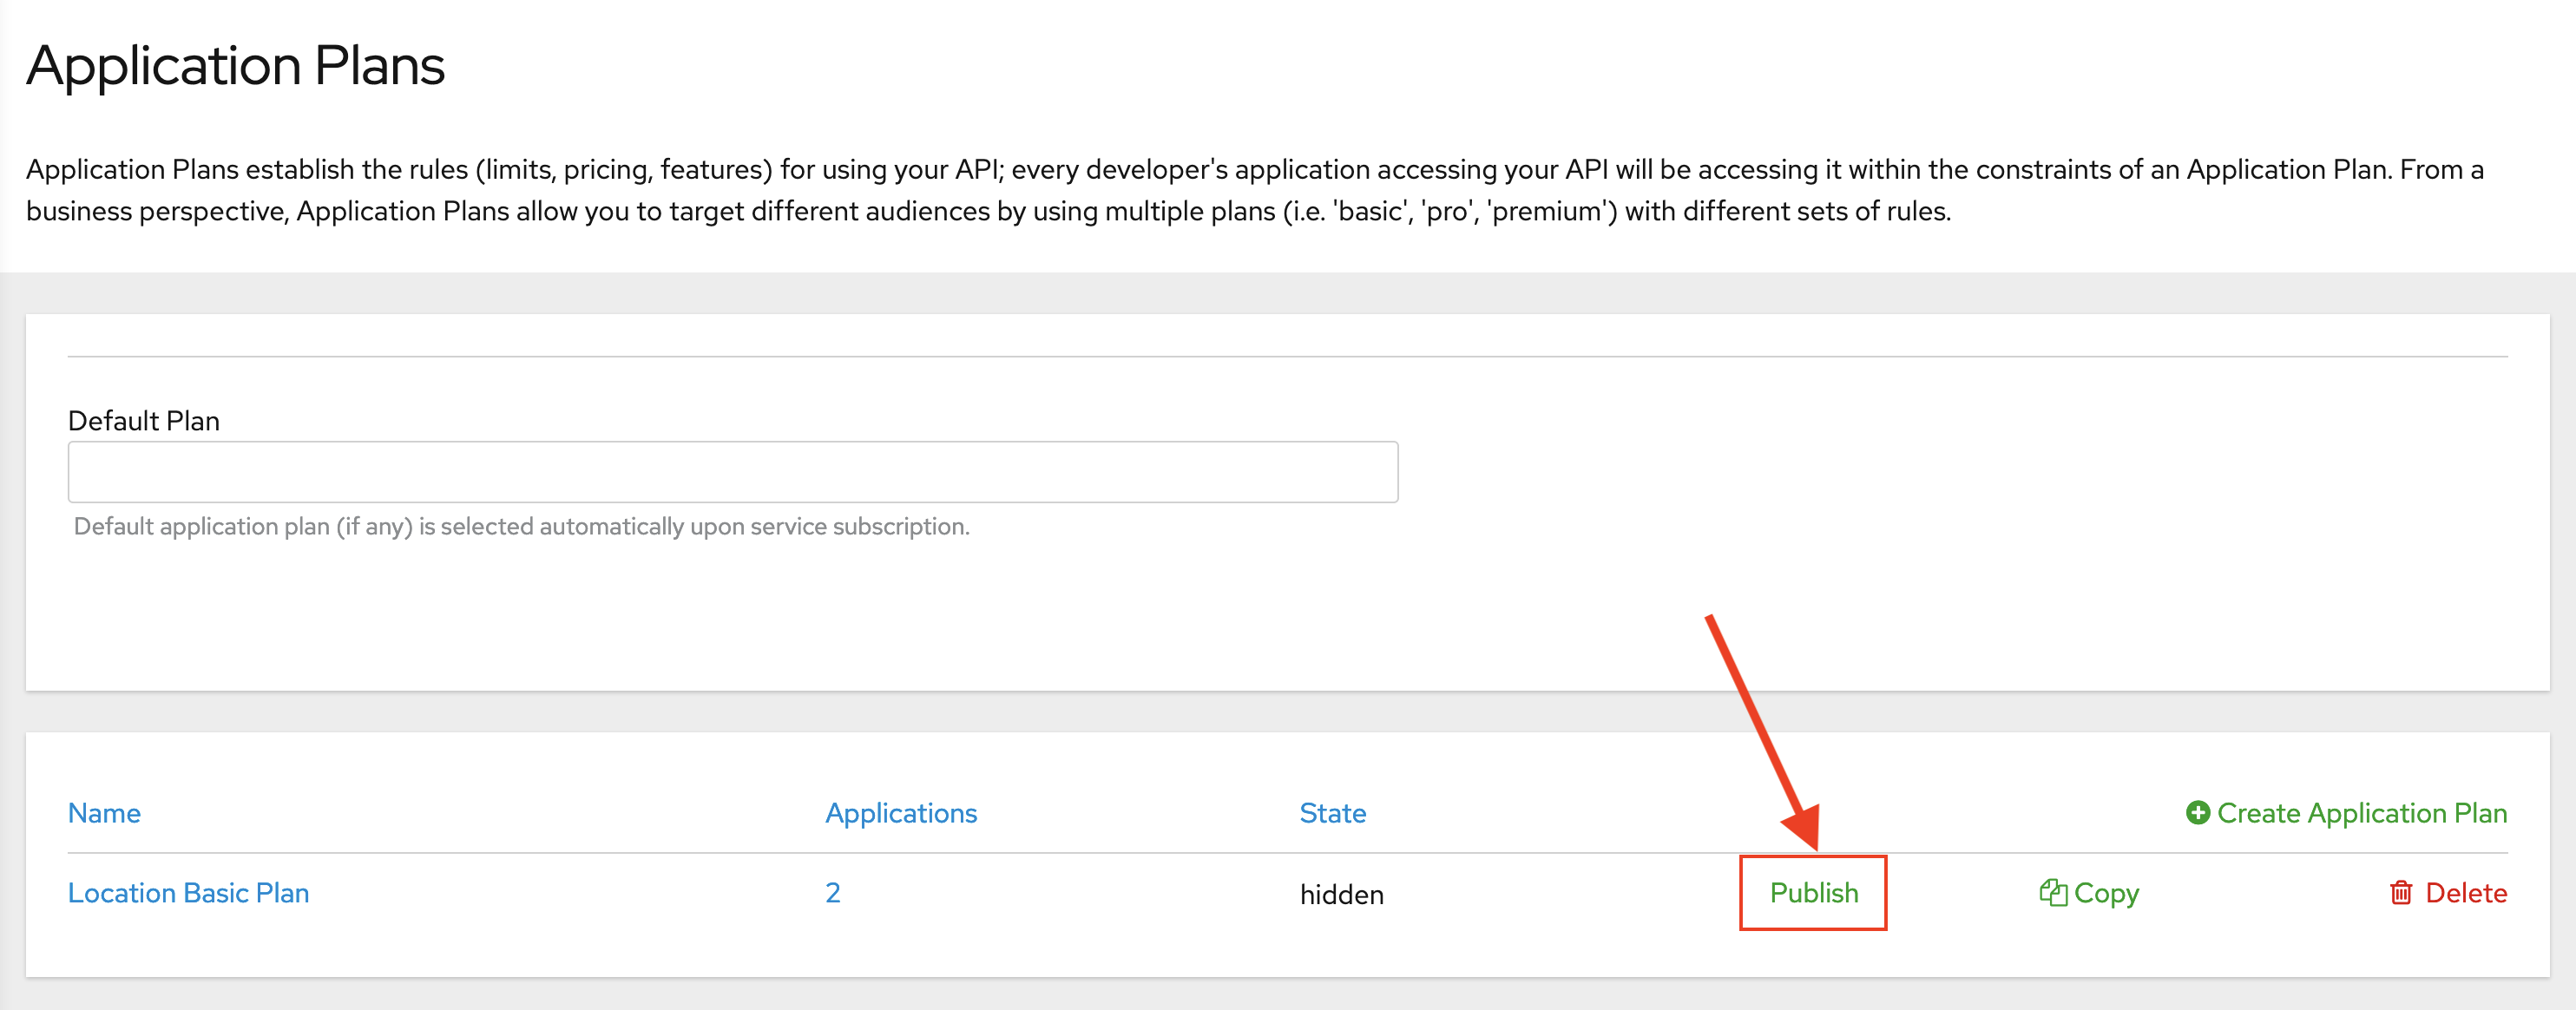 Application Plans
Application Plans establish the rules (limits, pricing, features) for using your API; every developer's application accessing your API will be accessing it within the constraints of an Application Plan. From a
business perspective, Application Plans allow you to target different audiences by using multiple plans (i.e. 'basic', 'pro', 'premium') with different sets of rules.
Default Plan
Default application plan (if any) is selected automatically upon service subscription.
Name Applications State Create Application Plan
Location Basic Plan 2 hidden Publish Copy Delete